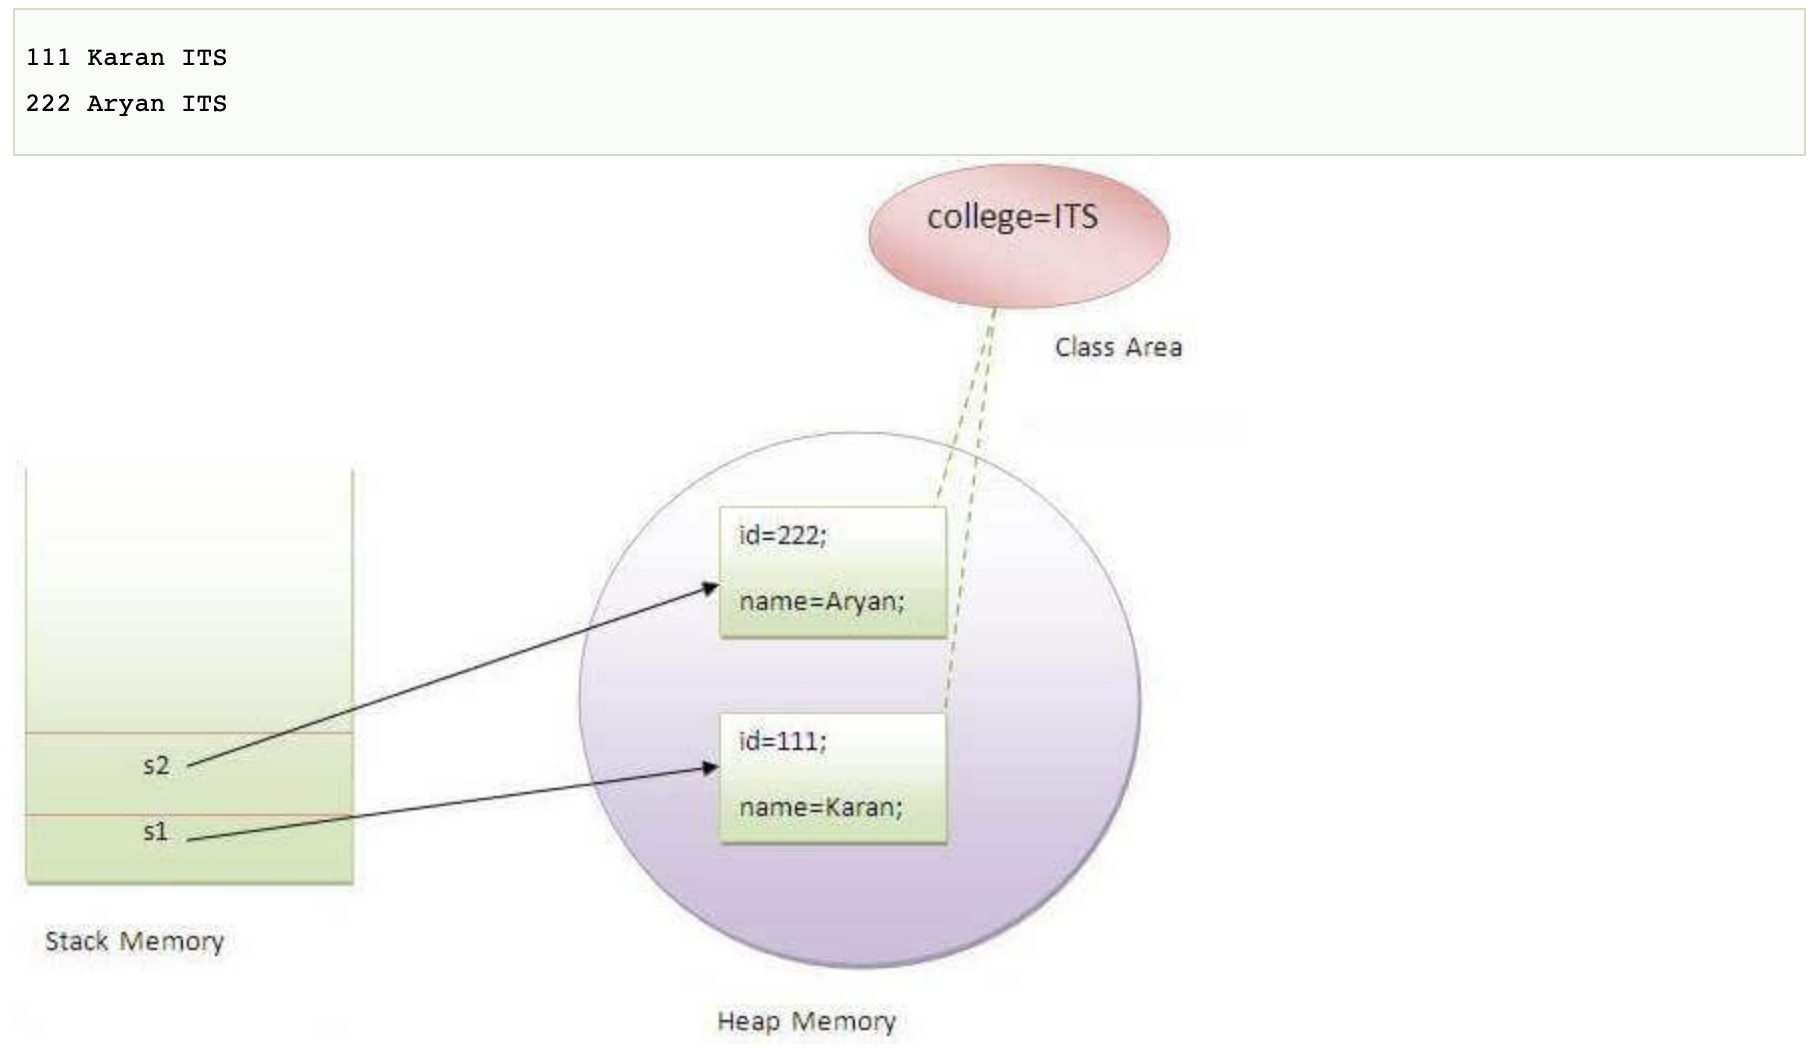 111 Karan ITS
222 Aryan ITS
college=ITS
Class Area
id=222;
name=Aryan;
s2
id=111;
name=Karan;
s1
Stack Memory
Heap Memory